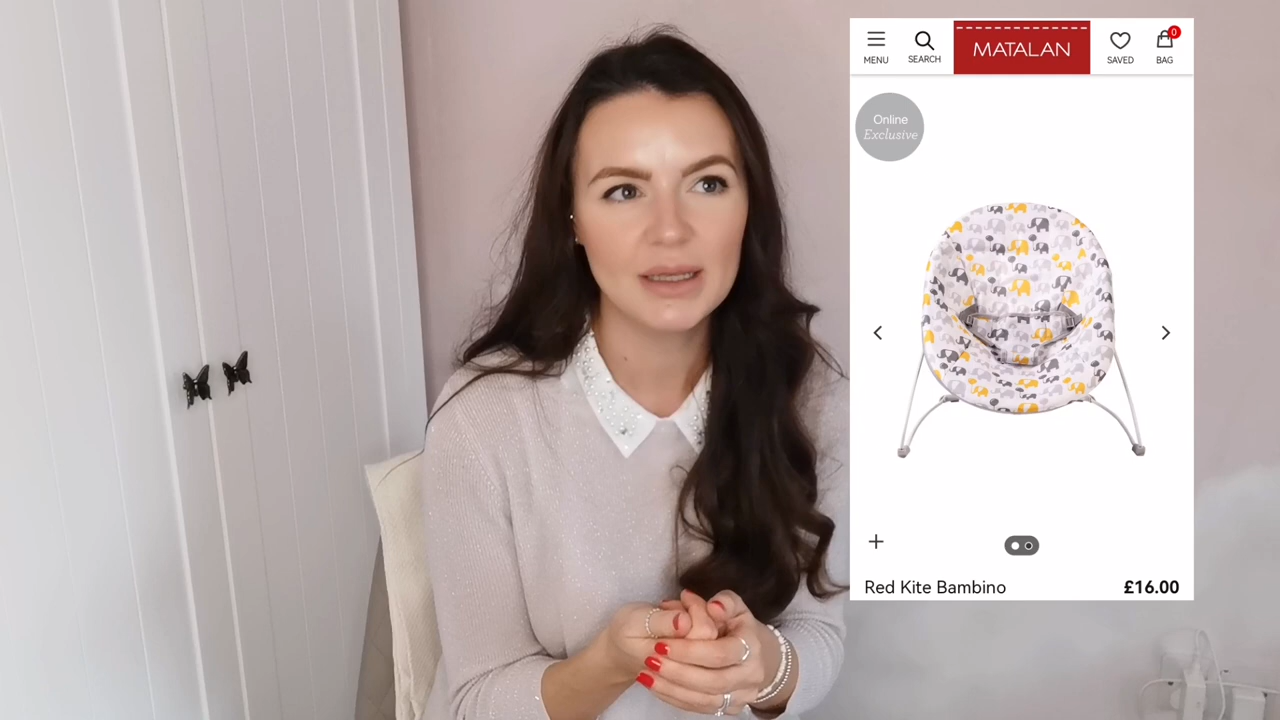 MENU
SEARCH
MATALAN
SAVED
0
BAG
Online
Exclusive
Red Kite Bambino
£16.00